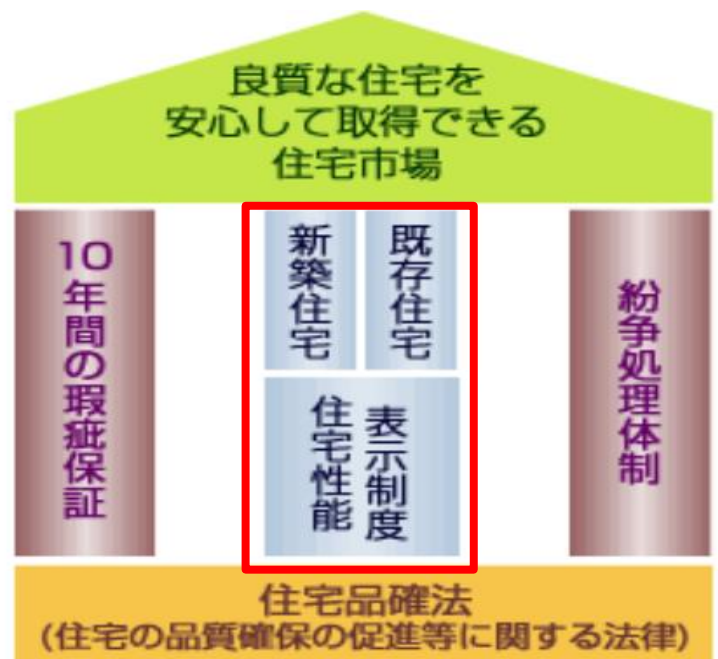 良質な住宅を
安心して取得できる
住宅市場
10年間の瑕疵保証
新築住宅
既存住宅
住宅性能
表示制度
紛争処理体制
住宅品確法
(住宅の品質確保の促進等に関する法律)